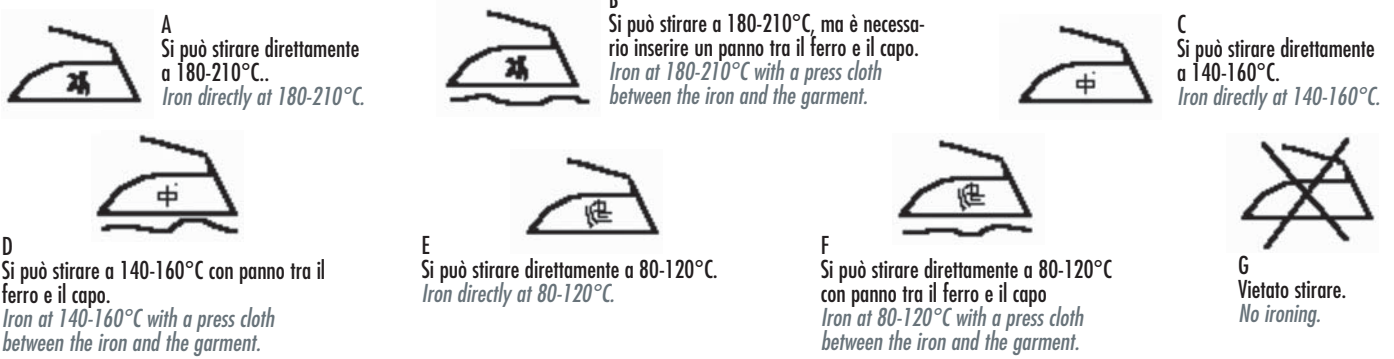 A
Si può stirare direttamente
a 180-210°C..
Iron directly at 180-210°C.
B
Si può stirare a 180-210°C, ma è necessa-
rio inserire un panno tra il ferro e il capo.
Iron at 180-210°C with a press cloth
between the iron and the garment.
C
Si può stirare direttamente
a 140-160°C.
Iron directly at 140-160°C.
中
中
D
Si può stirare a 140-160°C con panno tra il
ferro e il capo.
Iron at 140-160°C with a press cloth
between the iron and the garment.
E
Si può stirare direttamente a 80-120°C.
Iron directly at 80-120°C.
F
Si può stirare direttamente a 80-120°C
con panno tra il ferro e il capo
Iron at 80-120°C with a press cloth
between the iron and the garment.
G
Vietato stirare.
No ironing.